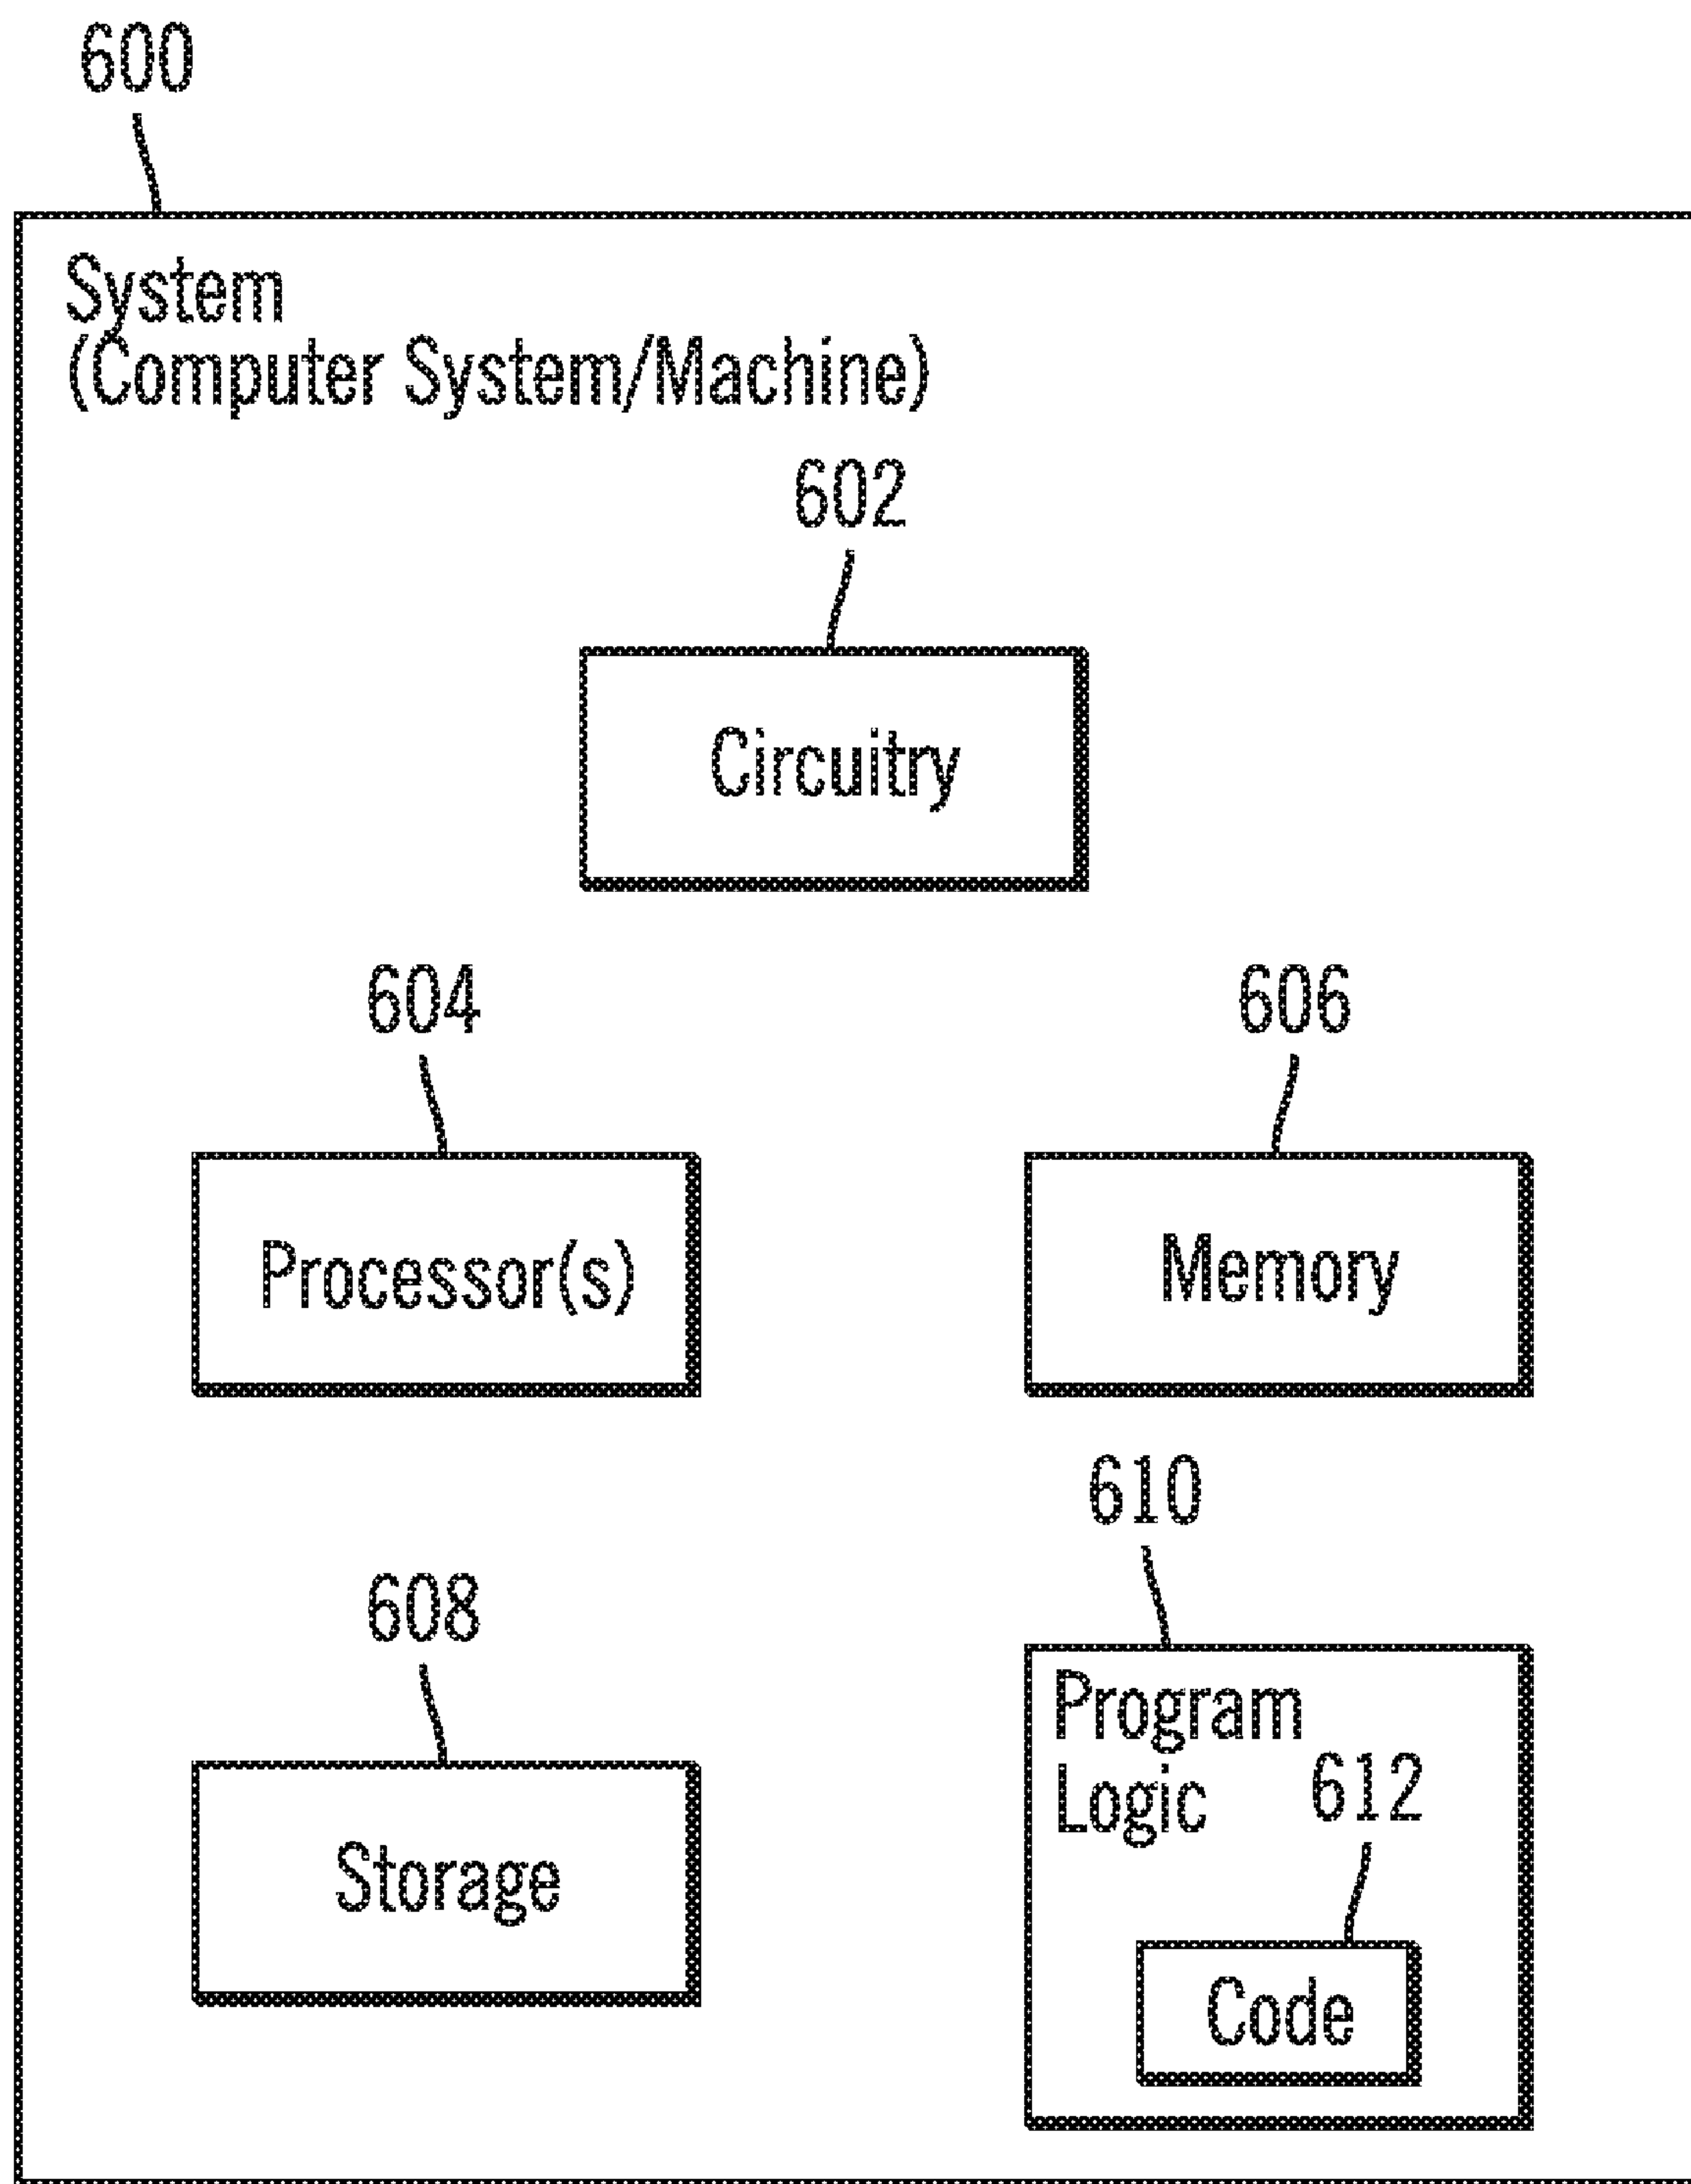 600
System
(Computer System/Machine)
602
Circuitry
604
606
Processor(s)
Memory
610
608
Program
Logic
612
Storage
Code